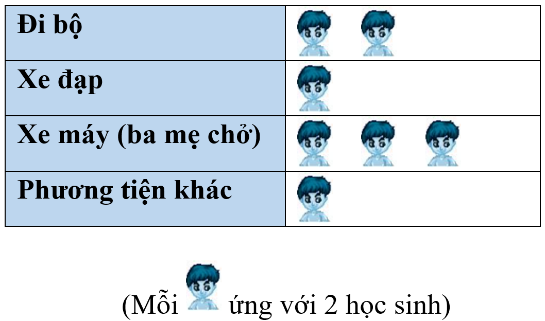 Đi bộ
Xe đạp
Xe máy (ba mẹ chở)
Phương tiện khác
(Mỗi ứng với 2 học sinh)